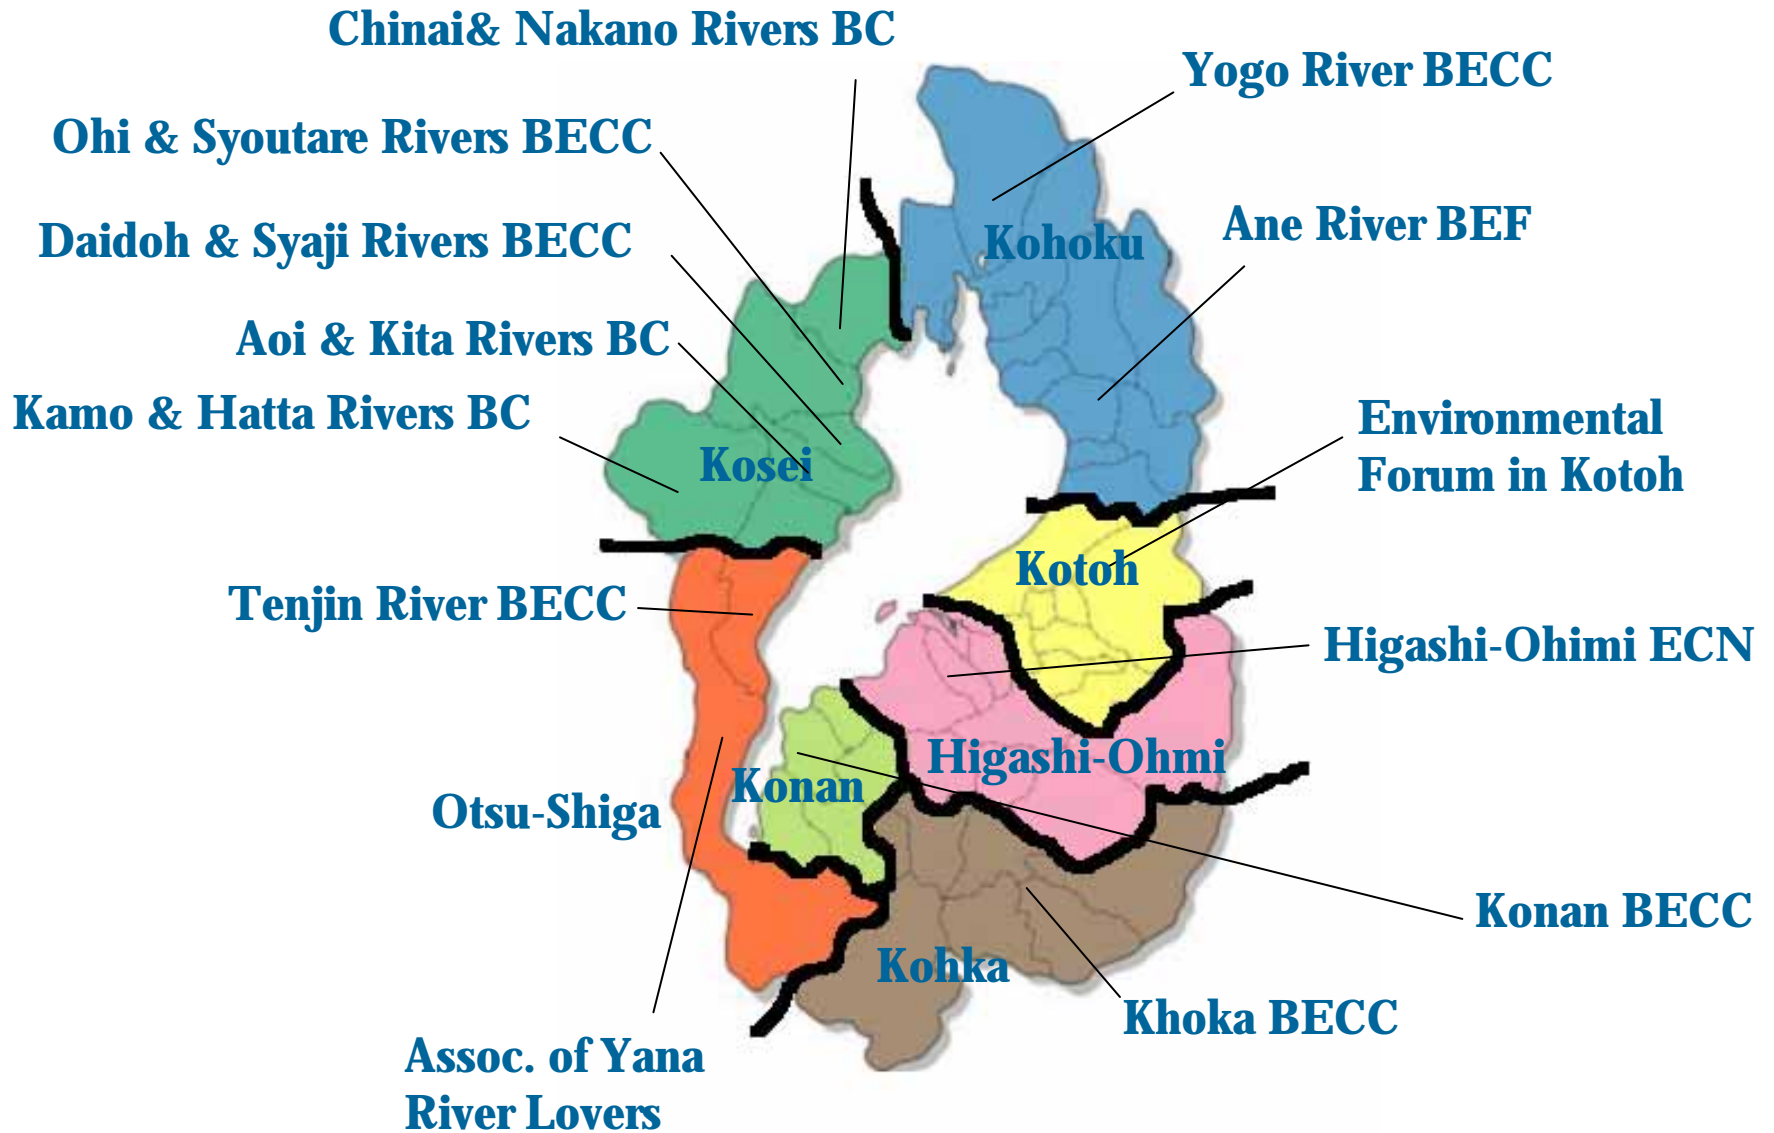 Chinai& Nakano Rivers BC
Yogo River BECC
Ohi & Syoutare Rivers BECC
Ane River BEF
Daidoh & Syaji Rivers BECC
Kohoku
Aoi & Kita Rivers BC
Kamo & Hatta Rivers BC
Environmental
Forum in Kotoh
Kosei
Kotoh
Tenjin River BECC
Higashi-Ohimi ECN
Higashi-Ohmi
Konan
Otsu-Shiga
Konan BECC
Kohka
Khoka BECC
Assoc. of Yana
River Lovers